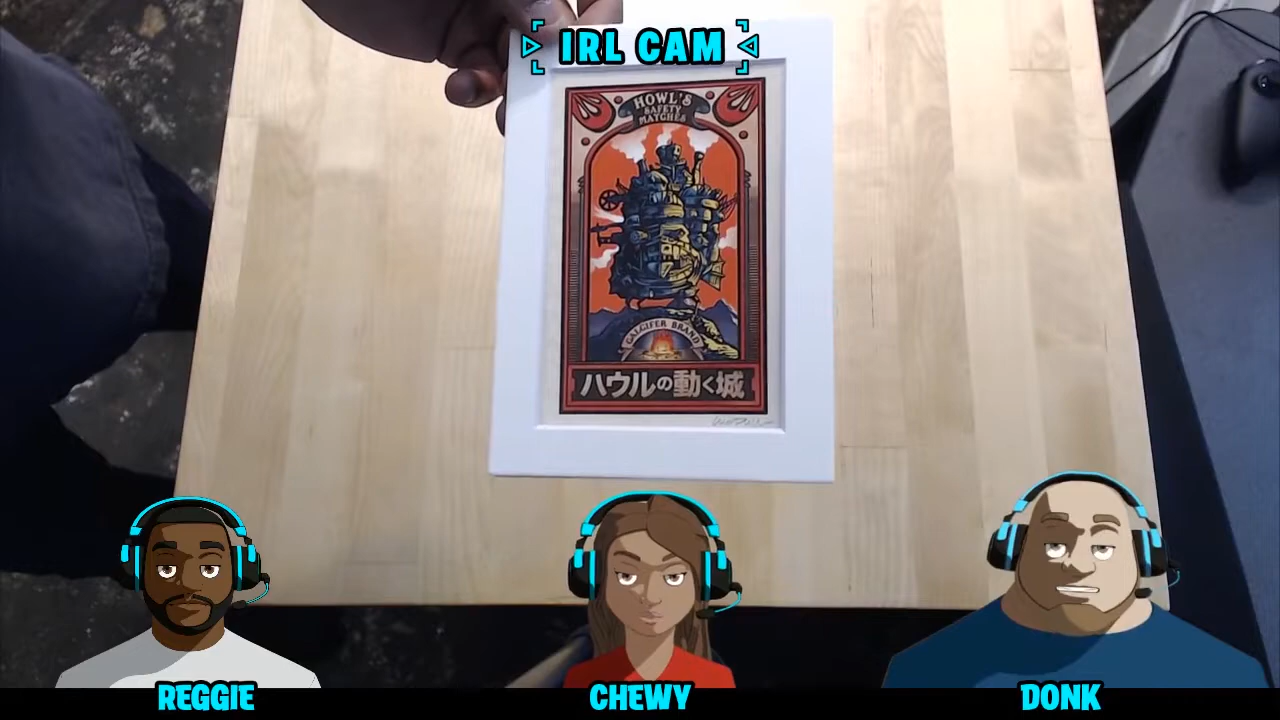 IRL CAM
HOWL'S
SAFETY
MATCHES
CALCIFER BRAND
ハウルの動く城
REGGIE
CHEWY
DONK